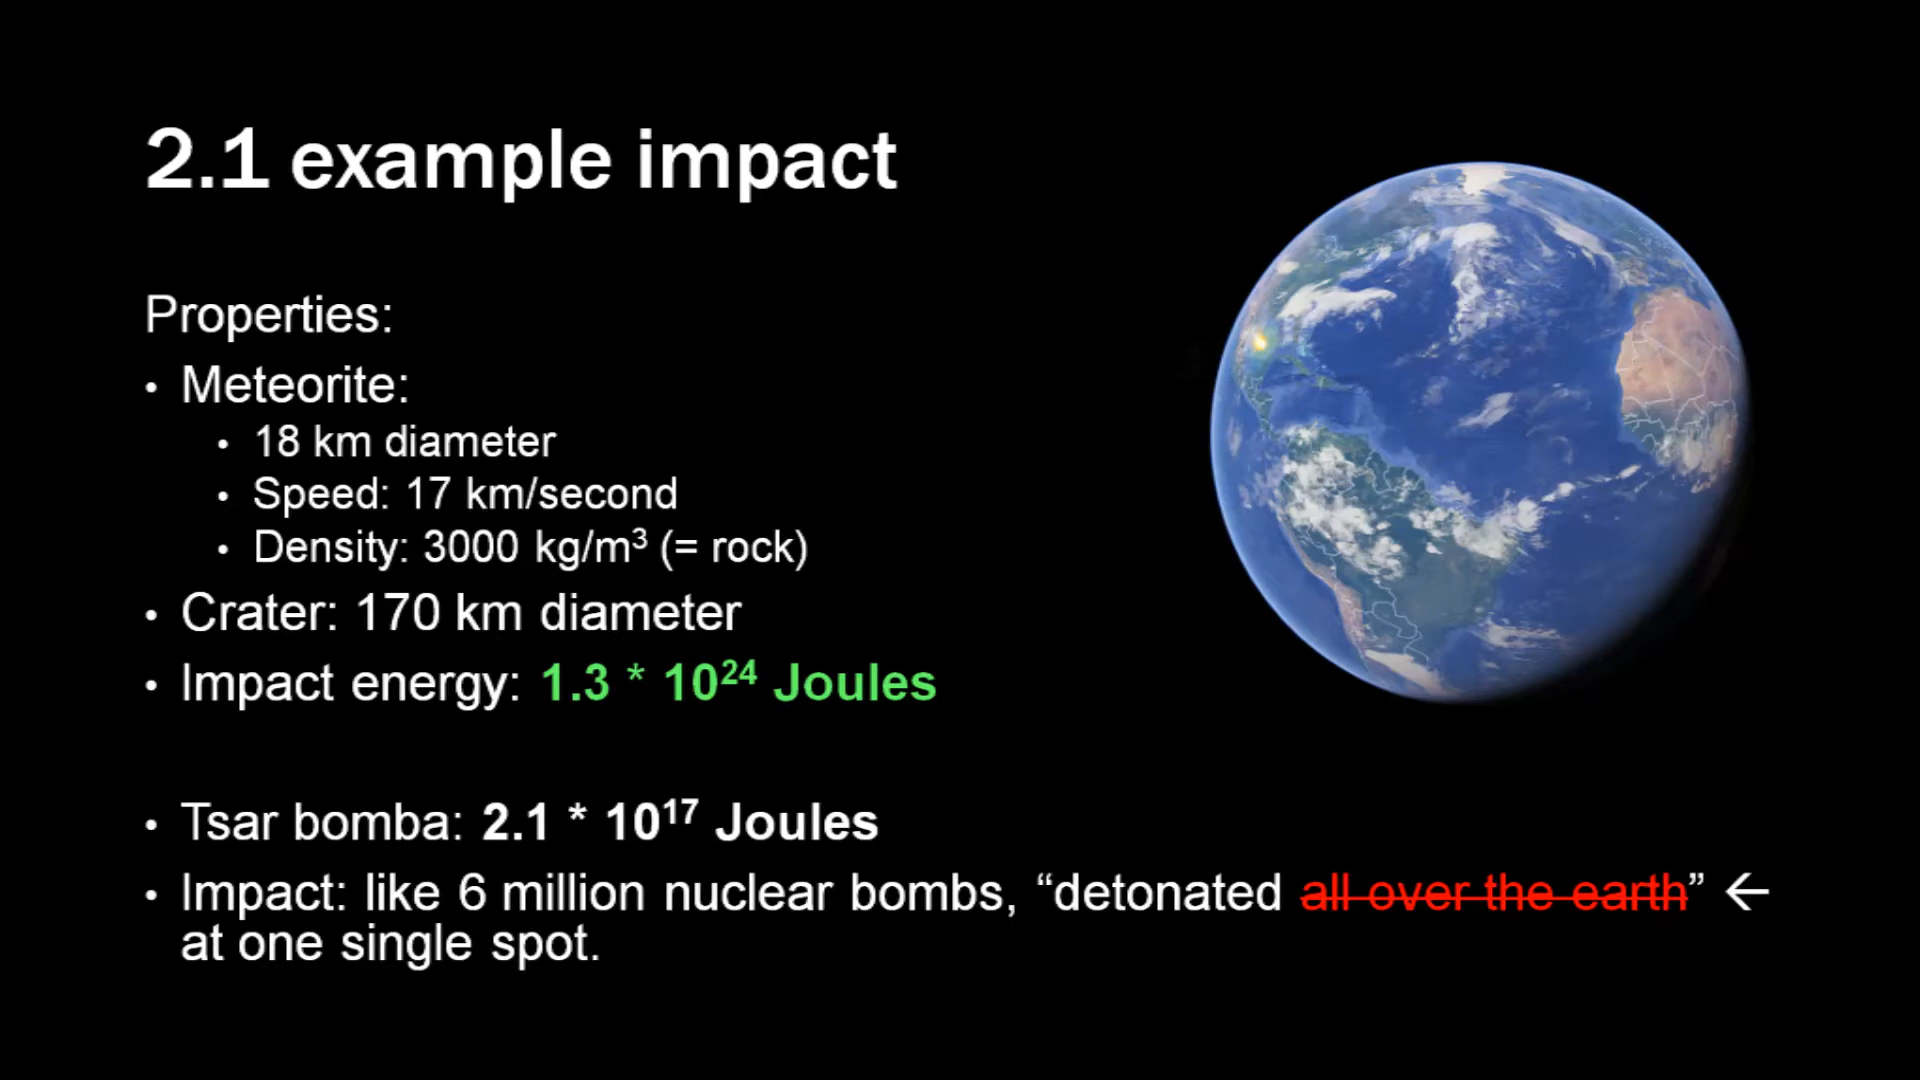 2.1 example impact
Properties:
• Meteorite:
• 18 km diameter
• Speed: 17 km/second
• Density: 3000 kg/m³ (= rock)
• Crater: 170 km diameter
• Impact energy: 1.3 * 10²⁴ Joules
• Tsar bomba: 2.1 * 10¹⁷ Joules
• Impact: like 6 million nuclear bombs, “detonated all over the earth” ←
at one single spot.